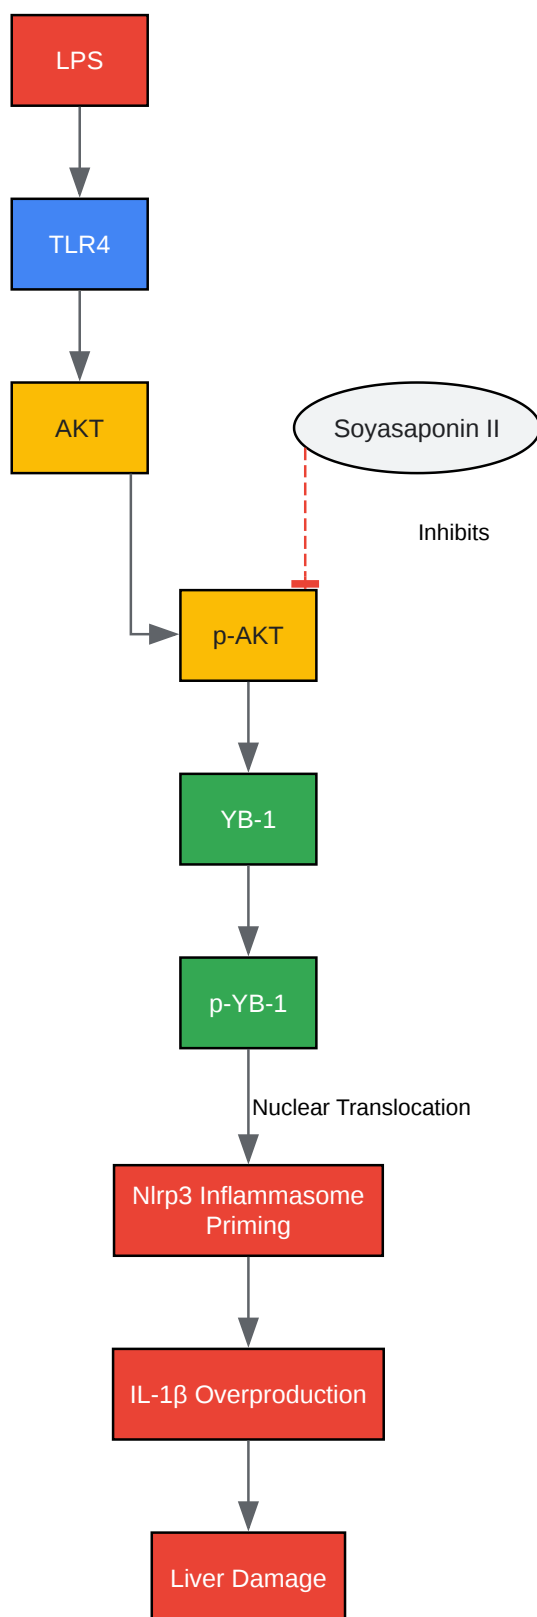 LPS
TLR4
AKT
Soyasaponin II
Inhibits
p-AKT
YB-1
p-YB-1
Nuclear Translocation
Nlrp3 Inflammasome
Priming
IL-1β Overproduction
Liver Damage